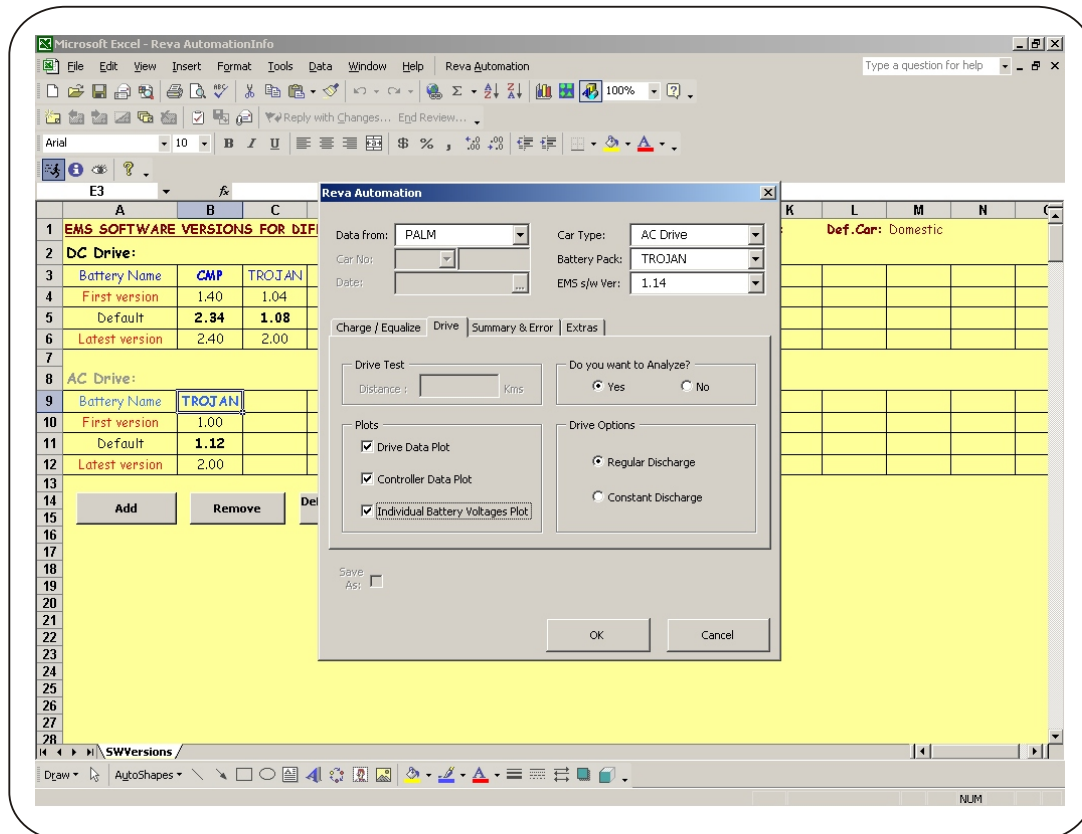 Microsoft Excel - Reva AutomationInfo
File Edit View Insert Format Tools Data Window Help Reva Automation Type a question for help
100%
Reply with Changes... End Review...
Arial 10 B I U $ % ,
E3 fx
A B C K L M N
1 EMS SOFTWARE VERSIONS FOR DIF Def.Car: Domestic
2 DC Drive:
3 Battery Name CMP TROJAN
4 First version 1.40 1.04
5 Default 2.34 1.08
6 Latest version 2.40 2.00
7
8 AC Drive:
9 Battery Name TROJAN
10 First version 1.00
11 Default 1.12
12 Latest version 2.00
13
14
15
Add Remove De
16
17
18
19
20
21
22
23
24
25
26
27
28
Reva Automation
Data from: PALM Car Type: AC Drive
Car No: Battery Pack: TROJAN
Date: ... EMS s/w Ver: 1.14
Charge / Equalize Drive Summary & Error Extras
Drive Test Do you want to Analyze?
Distance : Kms Yes No
Plots Drive Options
Drive Data Plot
Regular Discharge
Controller Data Plot
Constant Discharge
Individual Battery Voltages Plot
Save
As:
OK Cancel
SWVersions
Draw AutoShapes
NUM